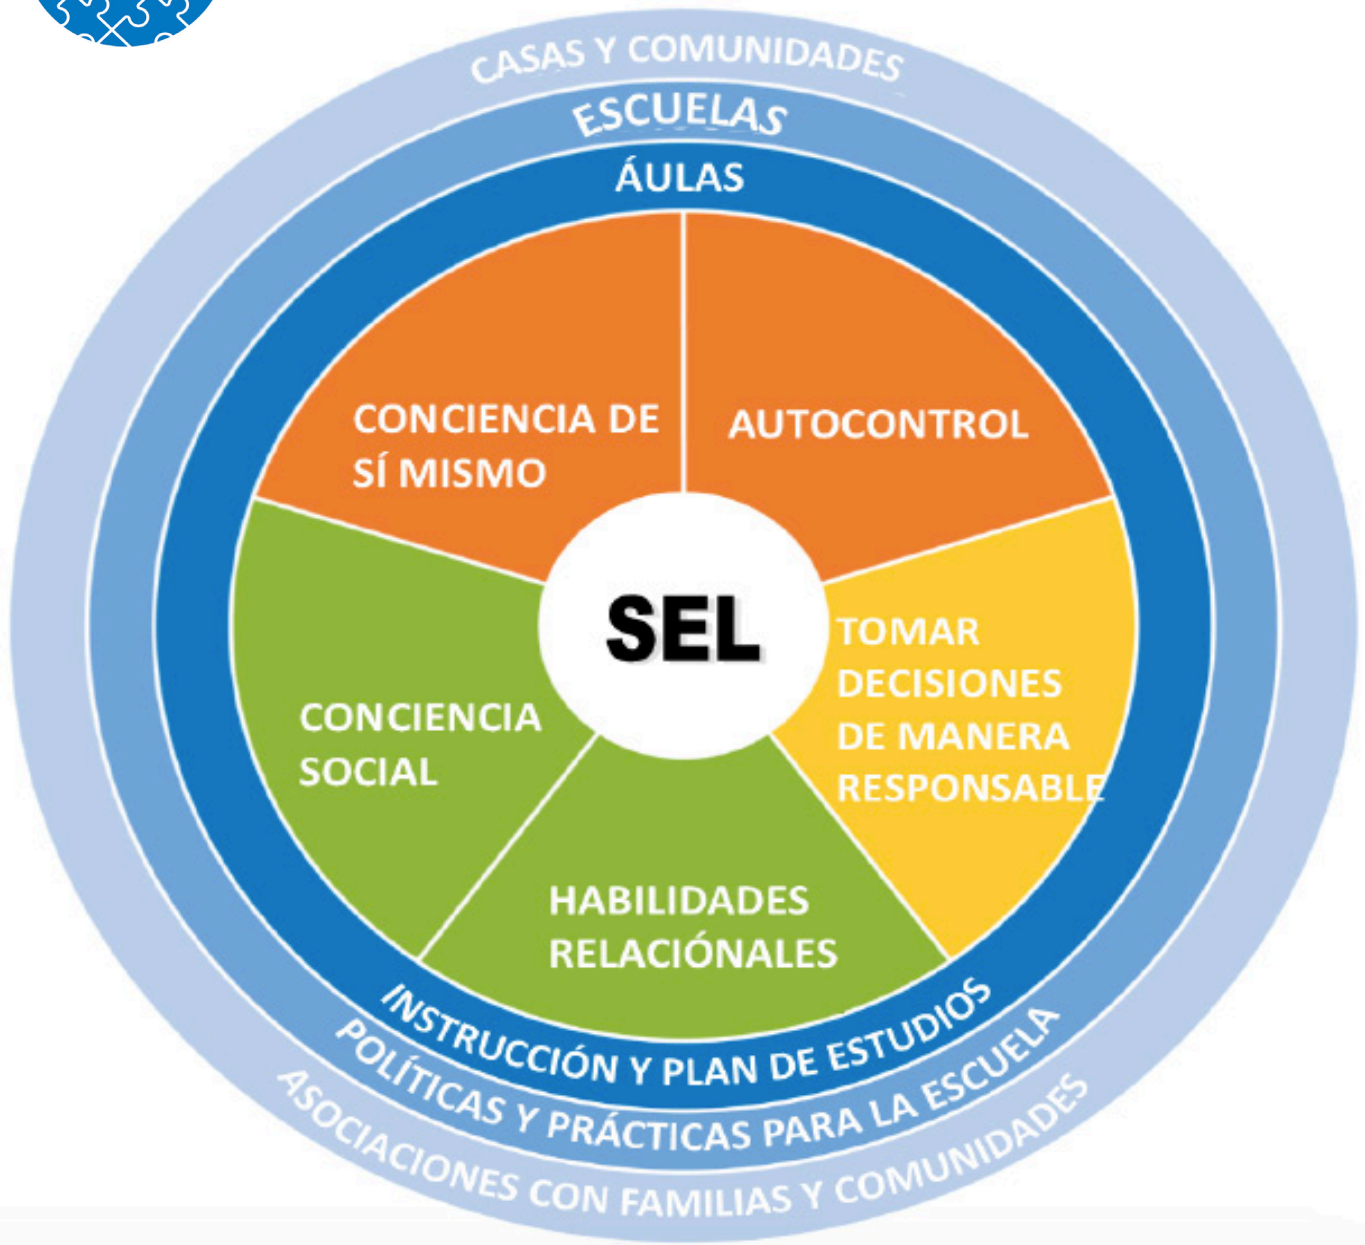 CASAS Y COMUNIDADES
ESCUELAS
ÁULAS
CONCIENCIA DE
SÍ MISMO
AUTOCONTROL
SEL
TOMAR
DECISIONES
DE MANERA
RESPONSABLE
CONCIENCIA
SOCIAL
HABILIDADES
RELACIÓNALES
INSTRUCCIÓN Y PLAN DE ESTUDIOS
POLÍTICAS Y PRÁCTICAS PARA LA ESCUELA
ASOCIACIONES CON FAMILIAS Y COMUNIDADES